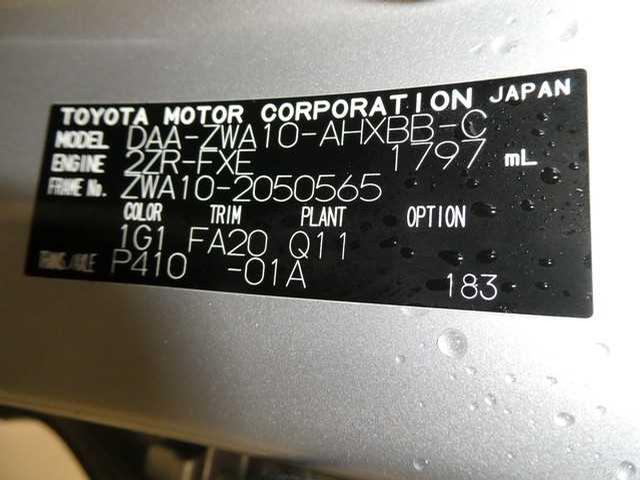 TOYOTA MOTOR CORPORATION JAPAN
MODEL DAA-ZWA10-AHXBB-C
ENGINE 2ZR-FXE 1797 mL
FRAME No. ZWA10-2050565
COLOR TRIM PLANT OPTION
1G1 FA20 Q11
TRANS/AXLE P410 -01A 183